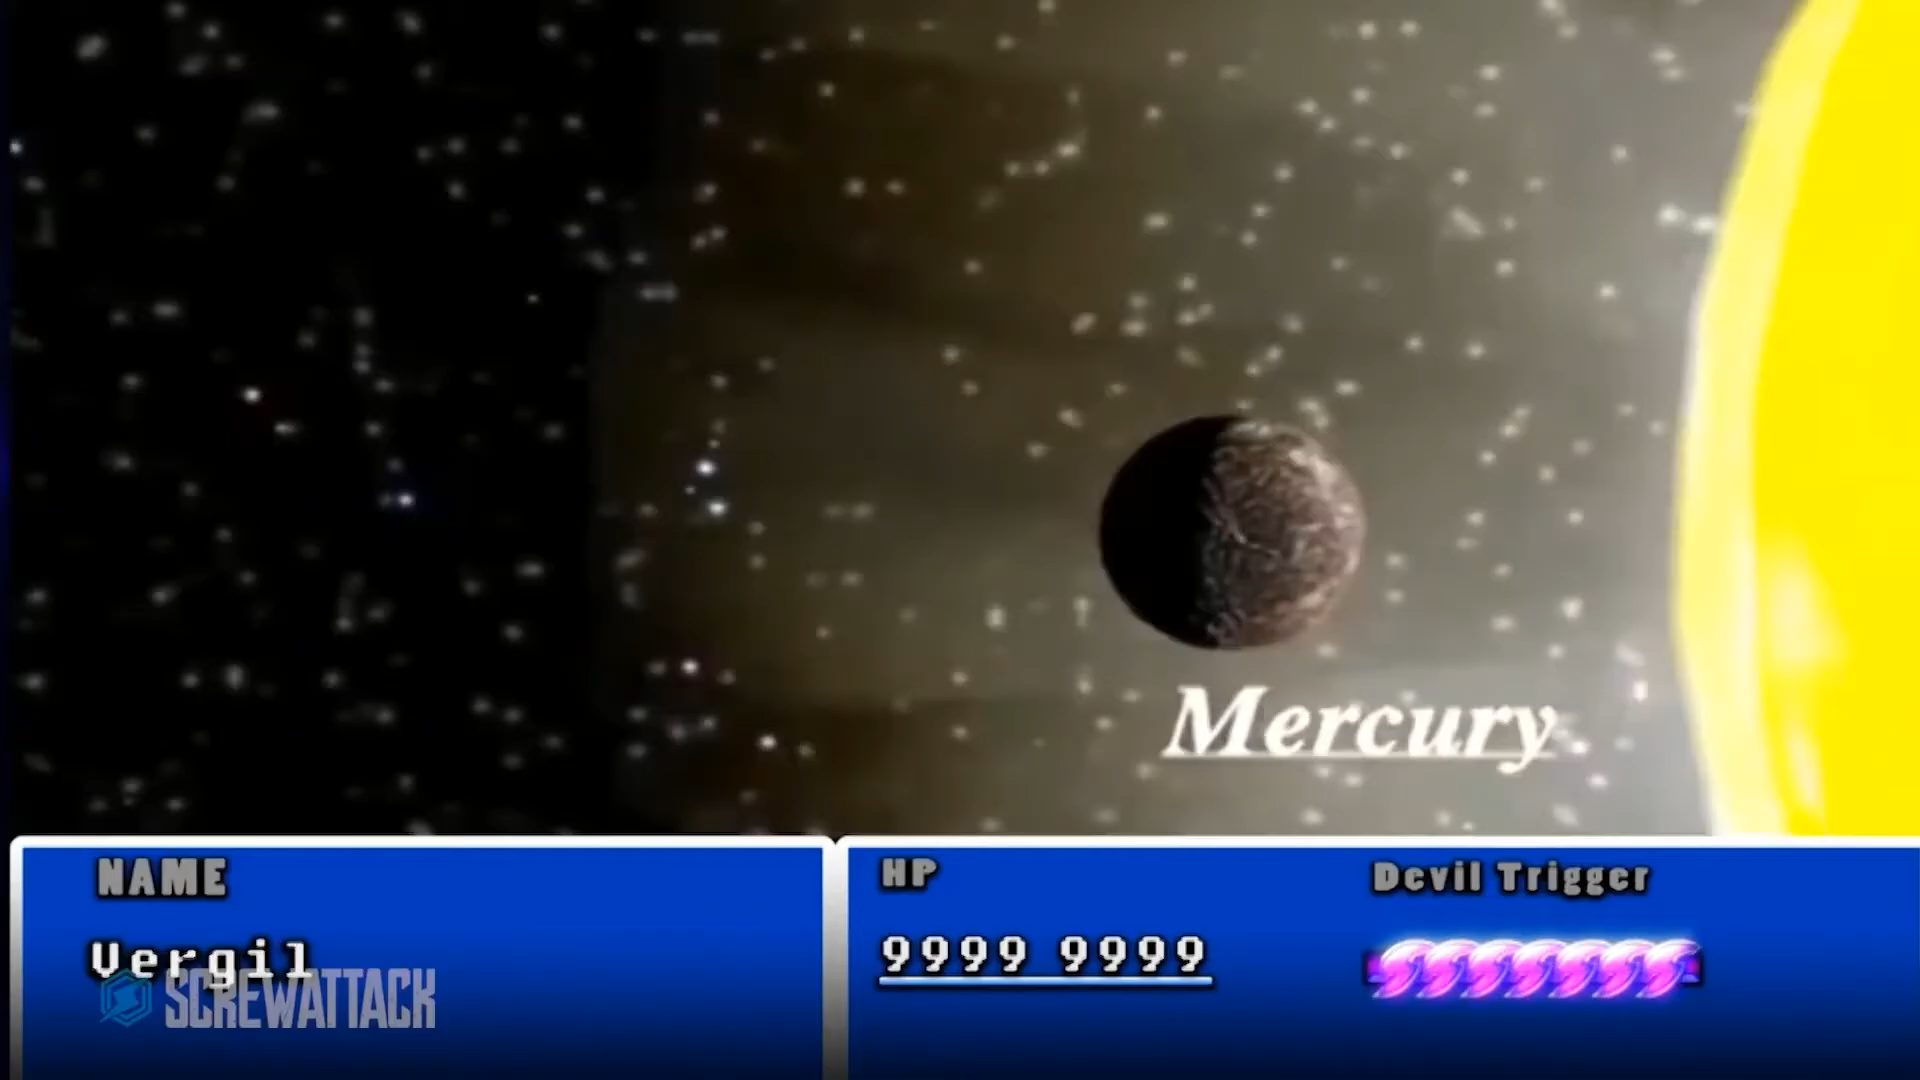 Mercury
NAME
HP
Devil Trigger
Vergil
9999 9999
SCREWATTACK